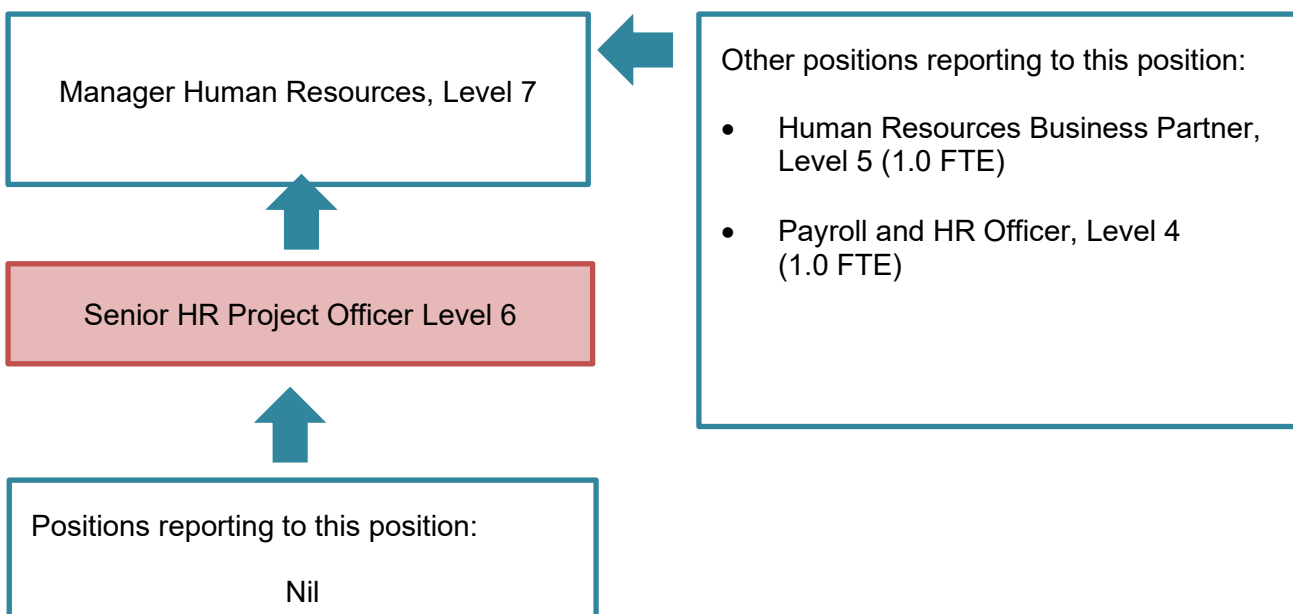 Manager Human Resources, Level 7
Other positions reporting to this position:
• Human Resources Business Partner,
Level 5 (1.0 FTE)
• Payroll and HR Officer, Level 4
(1.0 FTE)
Senior HR Project Officer Level 6
Positions reporting to this position:
Nil